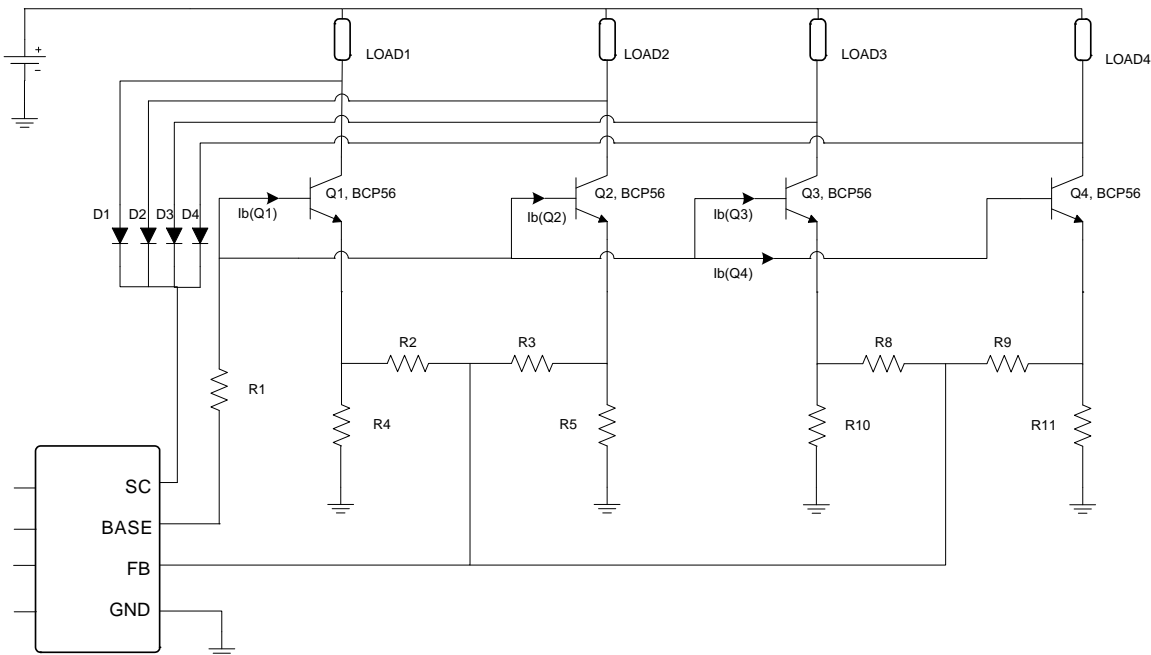 +
-
LOAD1
LOAD2
LOAD3
LOAD4
Q1, BCP56
Q2, BCP56
Q3, BCP56
Q4, BCP56
D1
D2
D3
D4
Ib(Q1)
Ib(Q2)
Ib(Q3)
Ib(Q4)
R2
R3
R8
R9
R1
R4
R5
R10
R11
SC
BASE
FB
GND